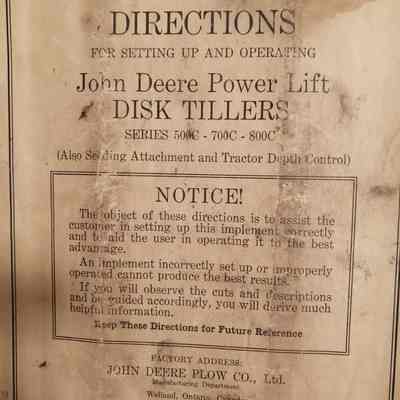 DIRECTIONS
FOR SETTING UP AND OPERATING
John Deere Power Lift
DISK TILLERS
SERIES 500C - 700C - 800C
(Also Seeding Attachment and Tractor Depth Control)
NOTICE!
The object of these directions is to assist the
customer in setting up this implement correctly
and to aid the user in operating it to the best
advantage.
An implement incorrectly set up or improperly
operated cannot produce the best results.
If you will observe the cuts and descriptions
and be guided accordingly, you will derive much
helpful information.
Keep These Directions for Future Reference
FACTORY ADDRESS:
JOHN DEERE PLOW CO., Ltd.
Manufacturing Department
Welland, Ontario, Canada